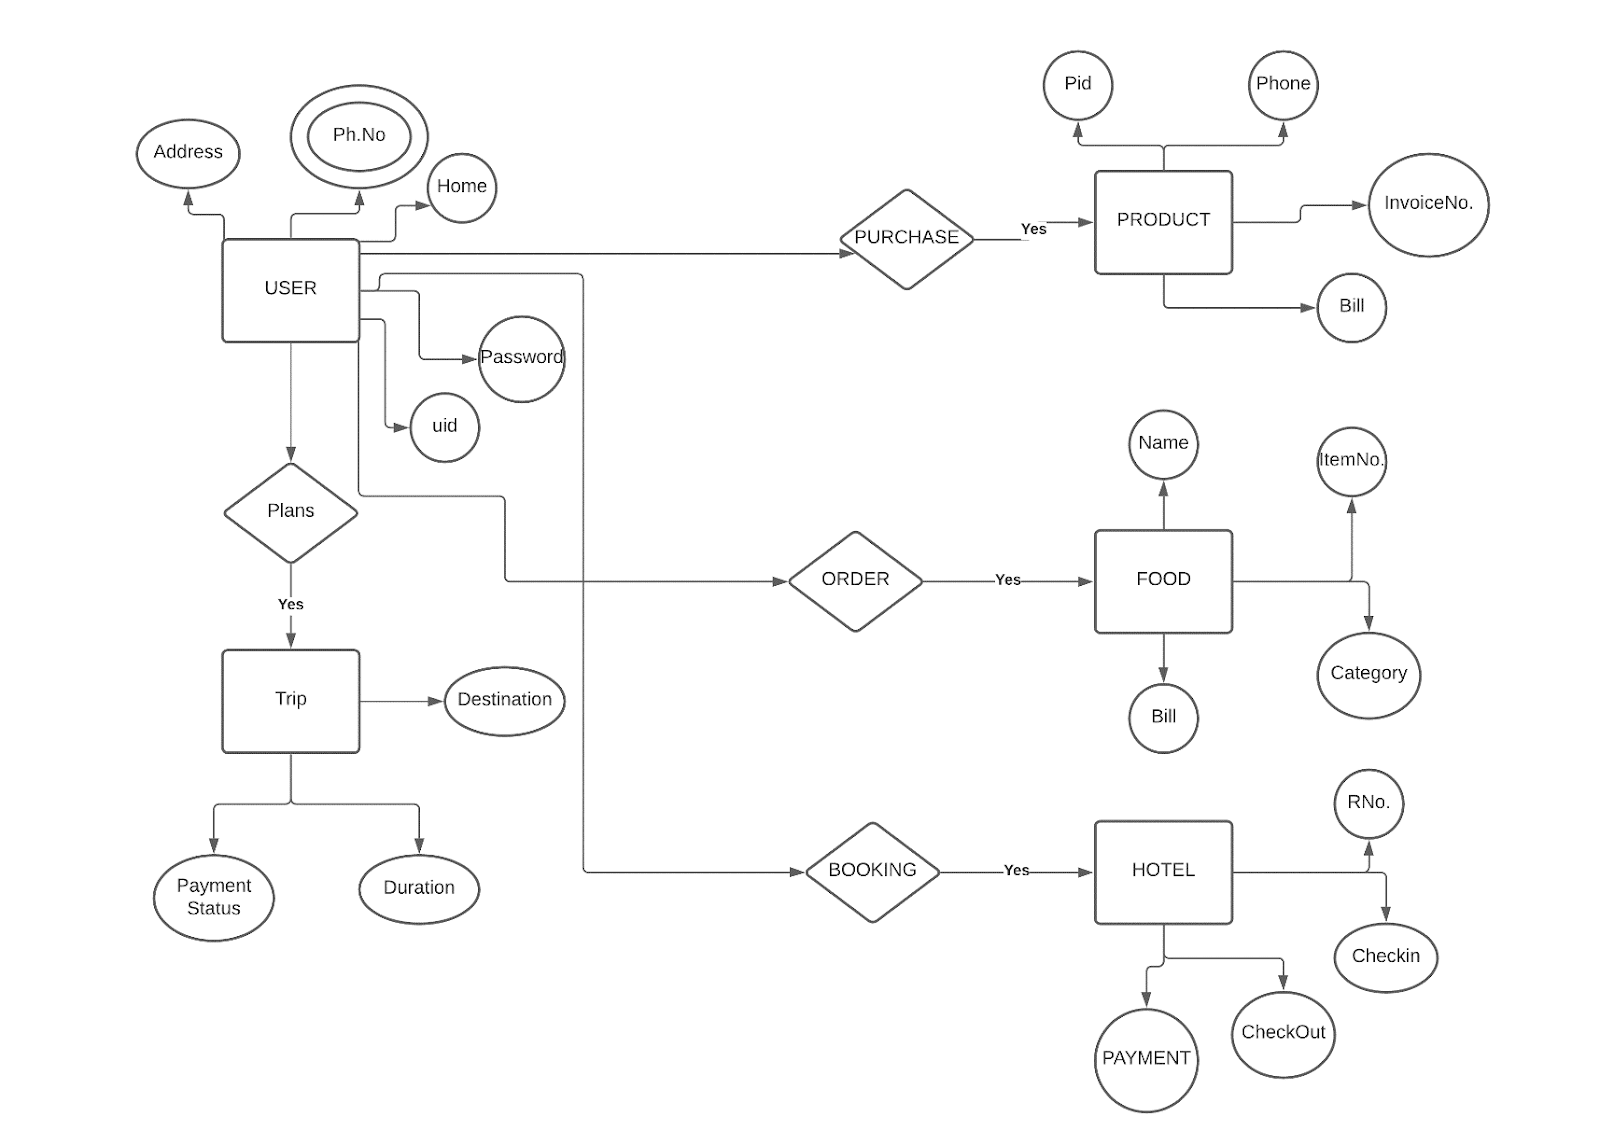 Pid
Phone
Ph.No
Address
Home
InvoiceNo.
PURCHASE
Yes
PRODUCT
USER
Bill
Password
uid
Name
ItemNo.
Plans
ORDER
Yes
FOOD
Yes
Category
Trip
Destination
Bill
RNo.
BOOKING
Yes
HOTEL
Payment
Status
Duration
Checkin
CheckOut
PAYMENT